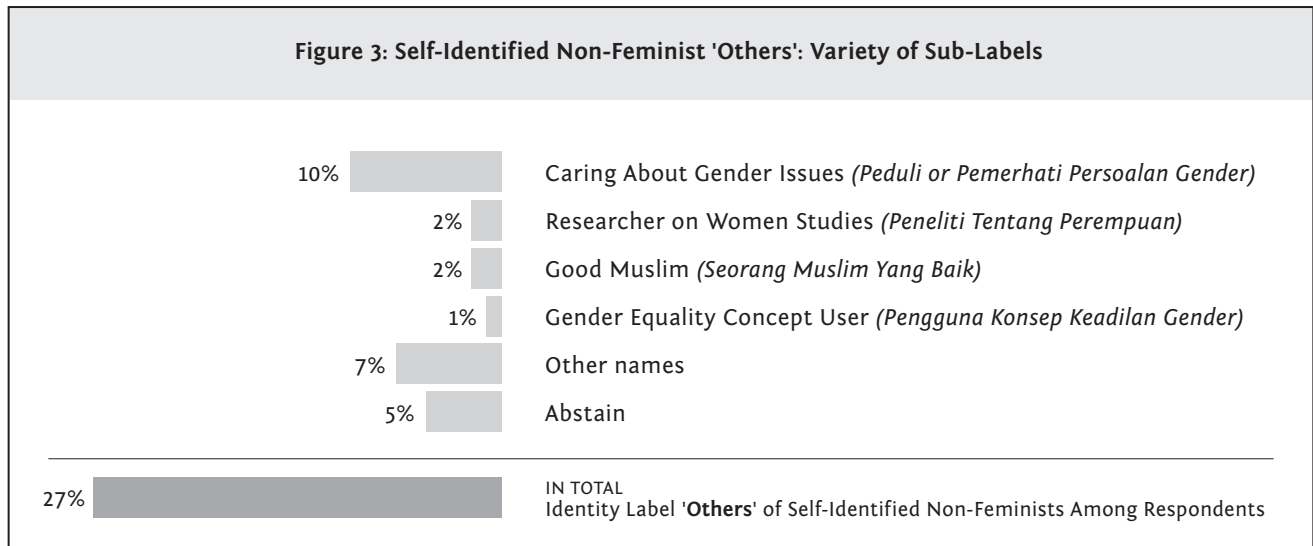 Figure 3: Self-Identified Non-Feminist 'Others': Variety of Sub-Labels
10% Caring About Gender Issues (Peduli or Pemerhati Persoalan Gender)
2% Researcher on Women Studies (Peneliti Tentang Perempuan)
2% Good Muslim (Seorang Muslim Yang Baik)
1% Gender Equality Concept User (Pengguna Konsep Keadilan Gender)
7% Other names
5% Abstain
27% IN TOTAL
Identity Label 'Others' of Self-Identified Non-Feminists Among Respondents